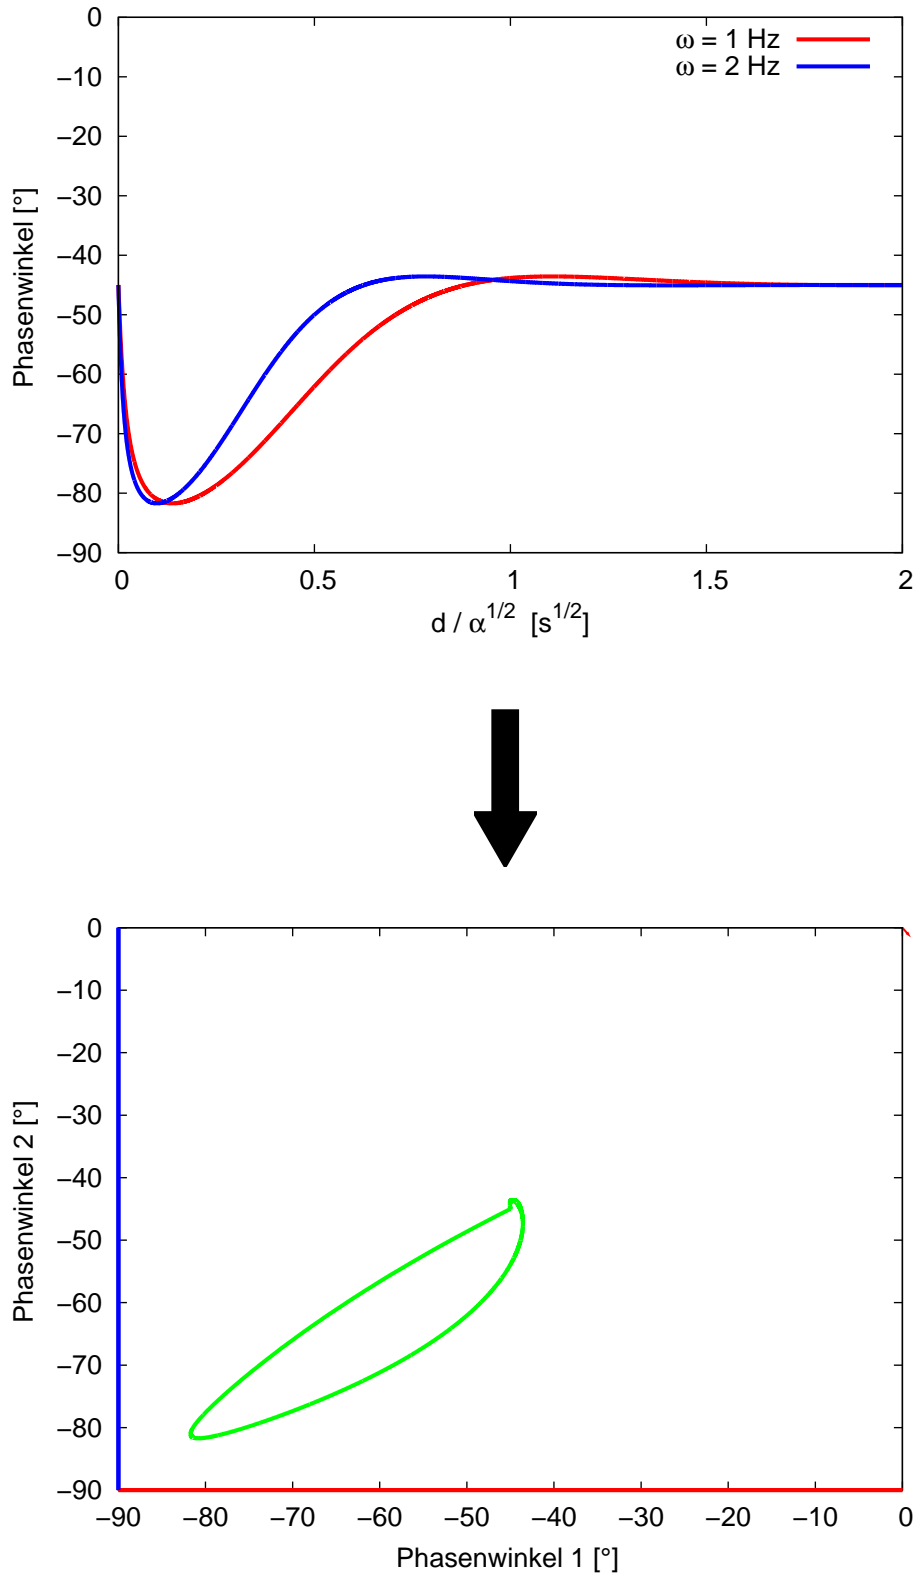 0
−10
−20
−30
−40
−50
−60
−70
−80
−90
Phasenwinkel [°]
ω = 1 Hz
ω = 2 Hz
0 0.5 1 1.5 2
d / α^1/2 [s^1/2]
0
−10
−20
−30
−40
−50
−60
−70
−80
−90
Phasenwinkel 2 [°]
−90 −80 −70 −60 −50 −40 −30 −20 −10 0
Phasenwinkel 1 [°]